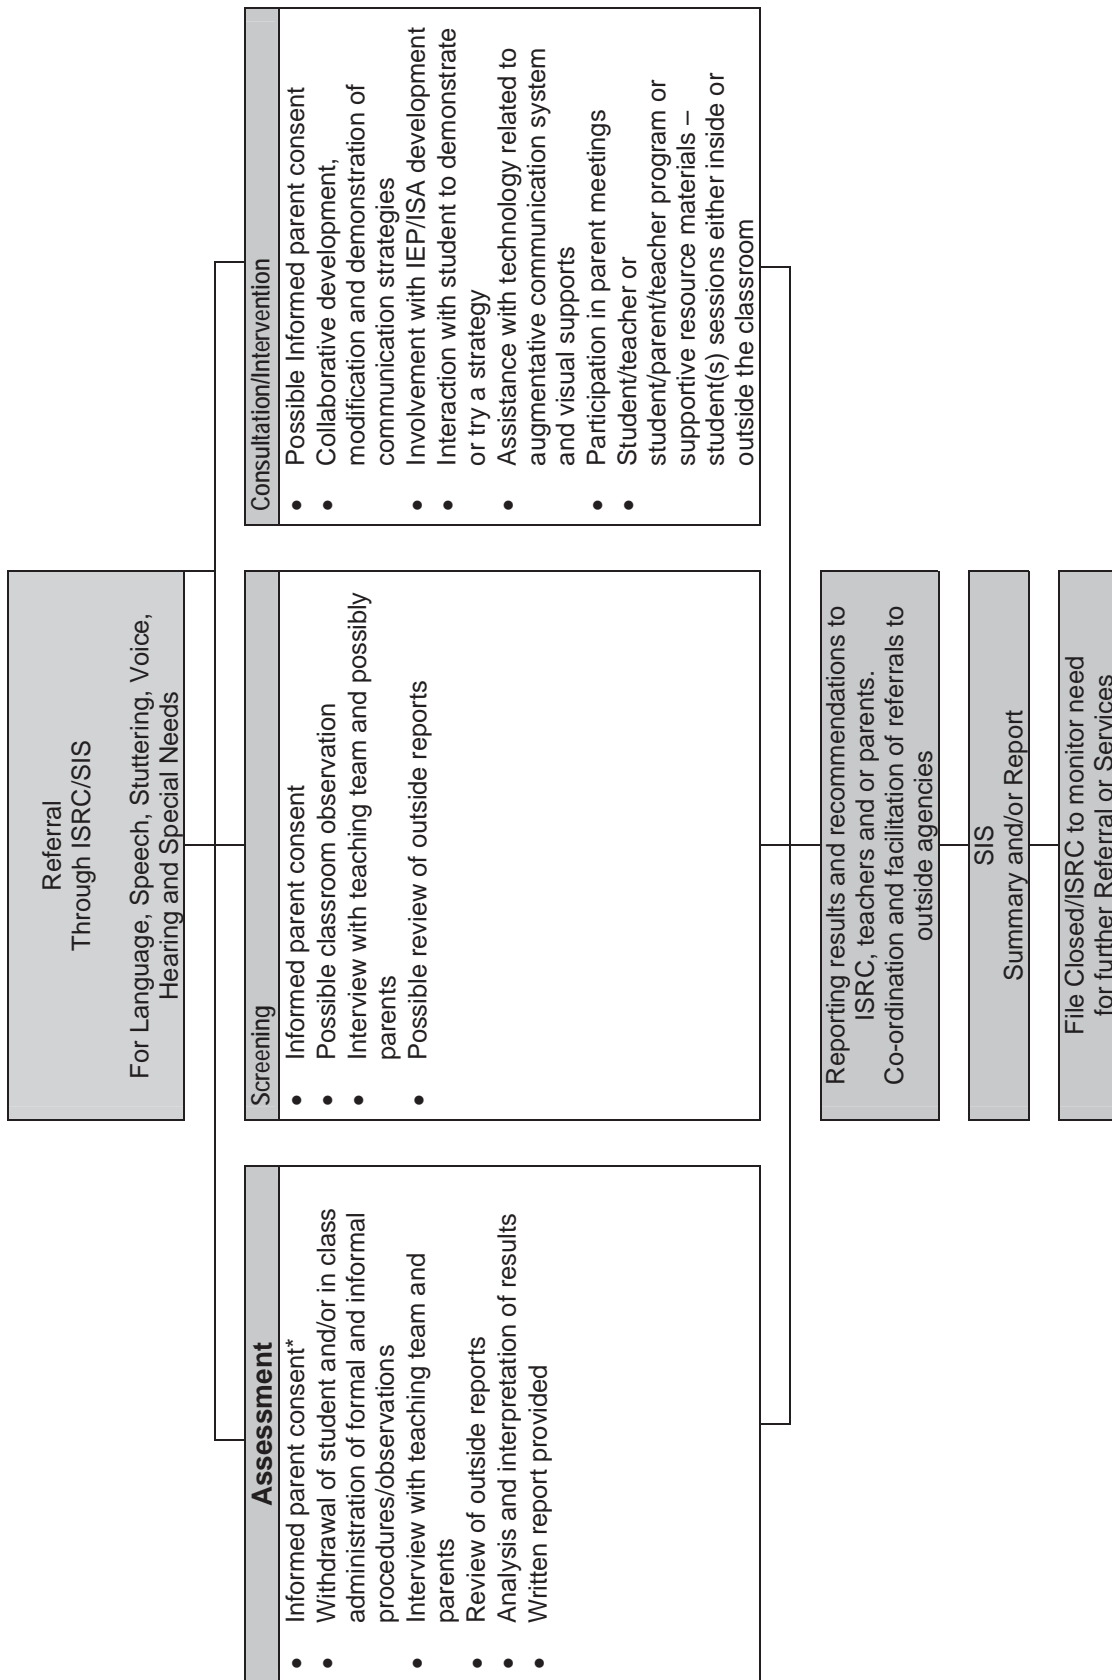 Referral
Through ISRC/SIS
For Language, Speech, Stuttering, Voice,
Hearing and Special Needs
Assessment
• Informed parent consent*
• Withdrawal of student and/or in class
administration of formal and informal
procedures/observations
• Interview with teaching team and
parents
• Review of outside reports
• Analysis and interpretation of results
• Written report provided
Screening
• Informed parent consent
• Possible classroom observation
• Interview with teaching team and possibly
parents
• Possible review of outside reports
Consultation/Intervention
• Possible Informed parent consent
• Collaborative development,
modification and demonstration of
communication strategies
• Involvement with IEP/ISA development
• Interaction with student to demonstrate
or try a strategy
• Assistance with technology related to
augmentative communication system
and visual supports
• Participation in parent meetings
• Student/teacher or
student/parent/teacher program or
supportive resource materials –
student(s) sessions either inside or
outside the classroom
Reporting results and recommendations to
ISRC, teachers and or parents.
Co-ordination and facilitation of referrals to
outside agencies
SIS
Summary and/or Report
File Closed/ISRC to monitor need
for further Referral or Services